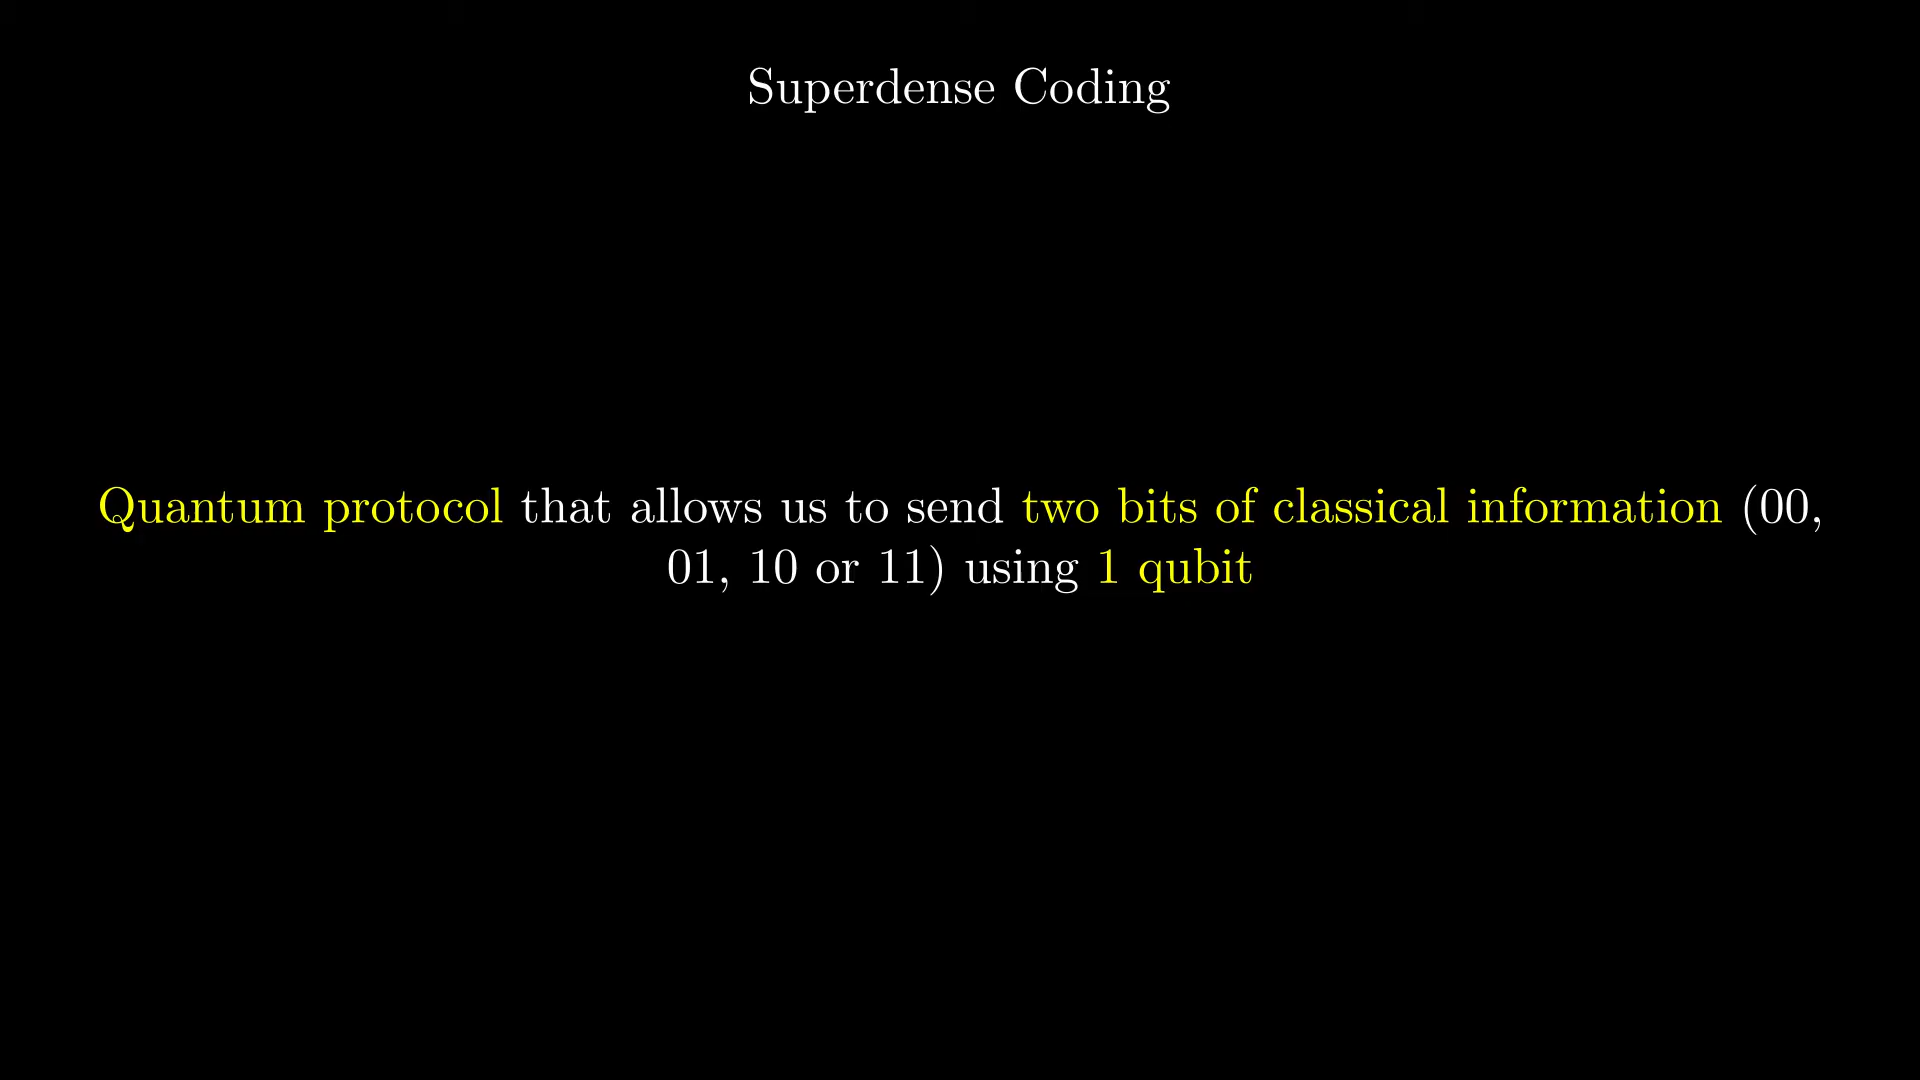 Superdense Coding
Quantum protocol that allows us to send two bits of classical information (00,
01, 10 or 11) using 1 qubit